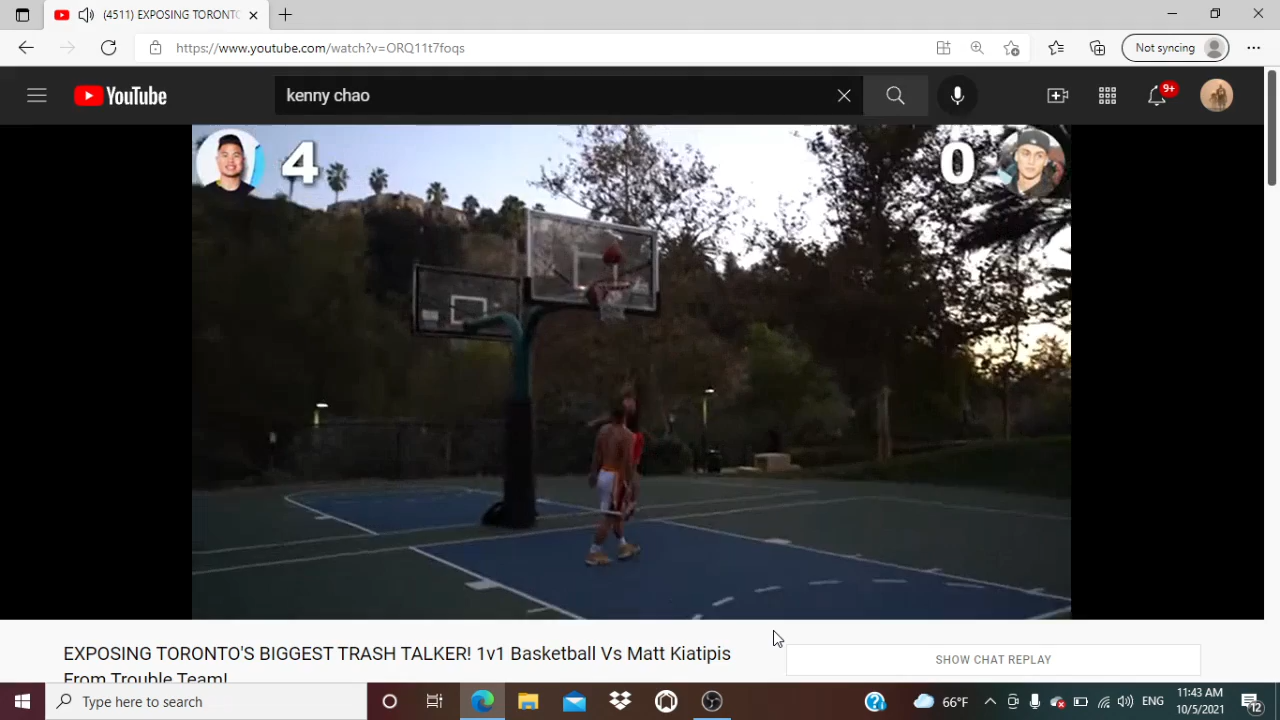 (4511) EXPOSING TORONTO
https://www.youtube.com/watch?v=ORQ11t7foqs
Not syncing
YouTube
kenny chao
9+
4
0
EXPOSING TORONTO'S BIGGEST TRASH TALKER! 1v1 Basketball Vs Matt Kiatipis
From Trouble Team!
SHOW CHAT REPLAY
Type here to search
66°F
ENG
11:43 AM
10/5/2021
12